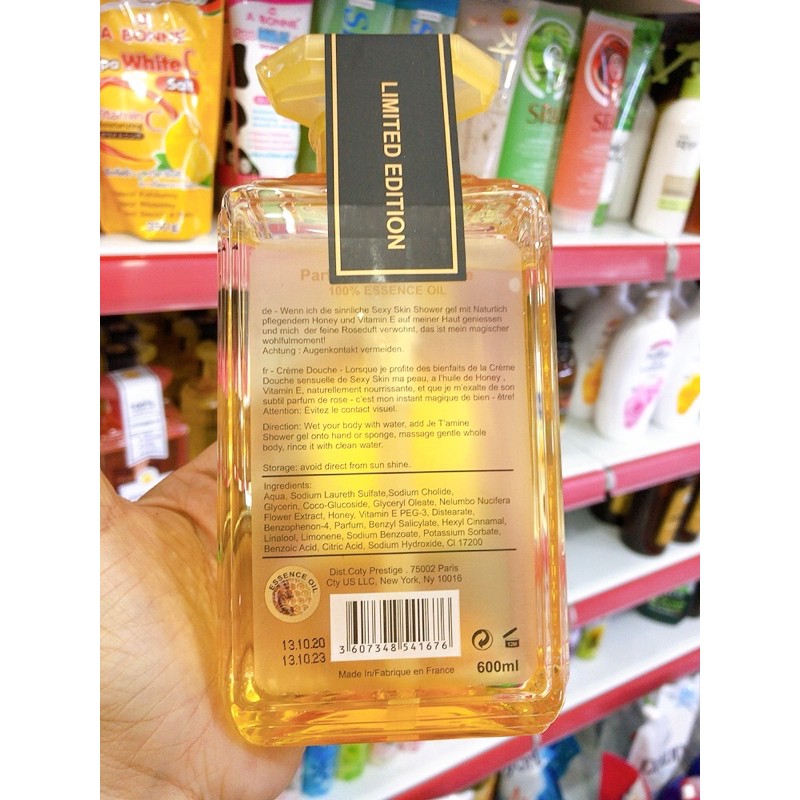 A BONNE'
Spa White C
Salt
Vitamin C
A BONNE'
LIMITED EDITION
100% ESSENCE OIL
de - Wenn ich die sinnliche Sexy Skin Shower gel mit Naturlich
pflegendem Honey und Vitamin E auf meiner Haut geniessen
und mich der feine Roseduft verwohnt, das ist mein magischer
wohlfulmoment!
Achtung : Augenkontakt vermeiden.
fr - Crème Douche - Lorsque je profite des bienfaits de la Crème
Douche sensuelle de Sexy Skin ma peau, a l'huile de Honey ,
Vitamin E, naturellement nourrissante, et que je m'exalte de son
subtil parfum de rose - c'est mon instant magique de bien - être!
Attention: Évitez le contact visuel.
Direction: Wet your body with water, add Je T'amine
Shower gel onto hand or sponge, massage gentle whole
body, rince it with clean water.
Storage: avoid direct from sun shine.
Ingredients:
Aqua, Sodium Laureth Sulfate,Sodium Cholide,
Glycerin, Coco-Glucoside, Glyceryl Oleate, Nelumbo Nucifera
Flower Extract, Honey, Vitamin E PEG-3, Distearate,
Benzophenon-4, Parfum, Benzyl Salicylate, Hexyl Cinnamal,
Linalool, Limonene, Sodium Benzoate, Potassium Sorbate,
Benzoic Acid, Citric Acid, Sodium Hydroxide, CI 17200
Dist.Coty Prestige . 75002 Paris
Cty US LLC, New York, Ny 10016
ESSENCE OIL
13.10.20
13.10.23
3 607348 541676
Made In/Fabrique en France
600ml